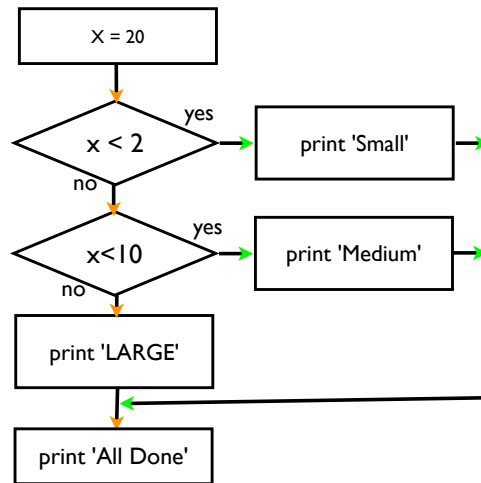 X = 20
yes
x < 2
print 'Small'
no
yes
x<10
print 'Medium'
no
print 'LARGE'
print 'All Done'